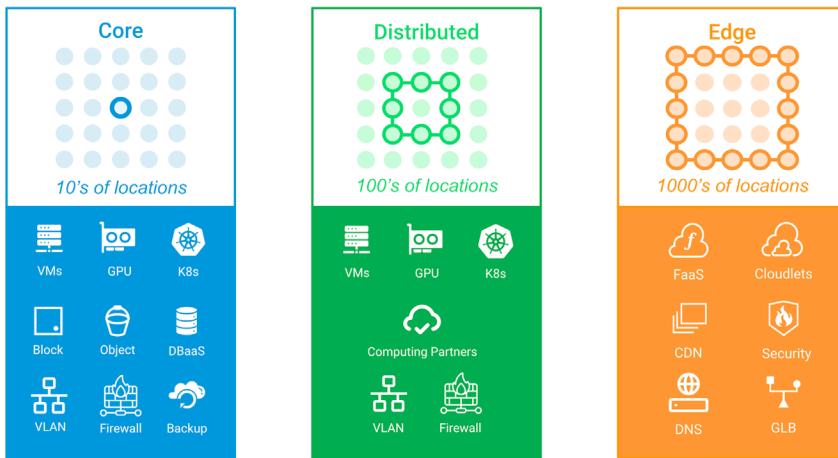 Core
10's of locations
VMs GPU K8s
Block Object DBaaS
VLAN Firewall Backup
Distributed
100's of locations
VMs GPU K8s
Computing Partners
VLAN Firewall
Edge
1000's of locations
f
FaaS Cloudlets
CDN Security
DNS GLB